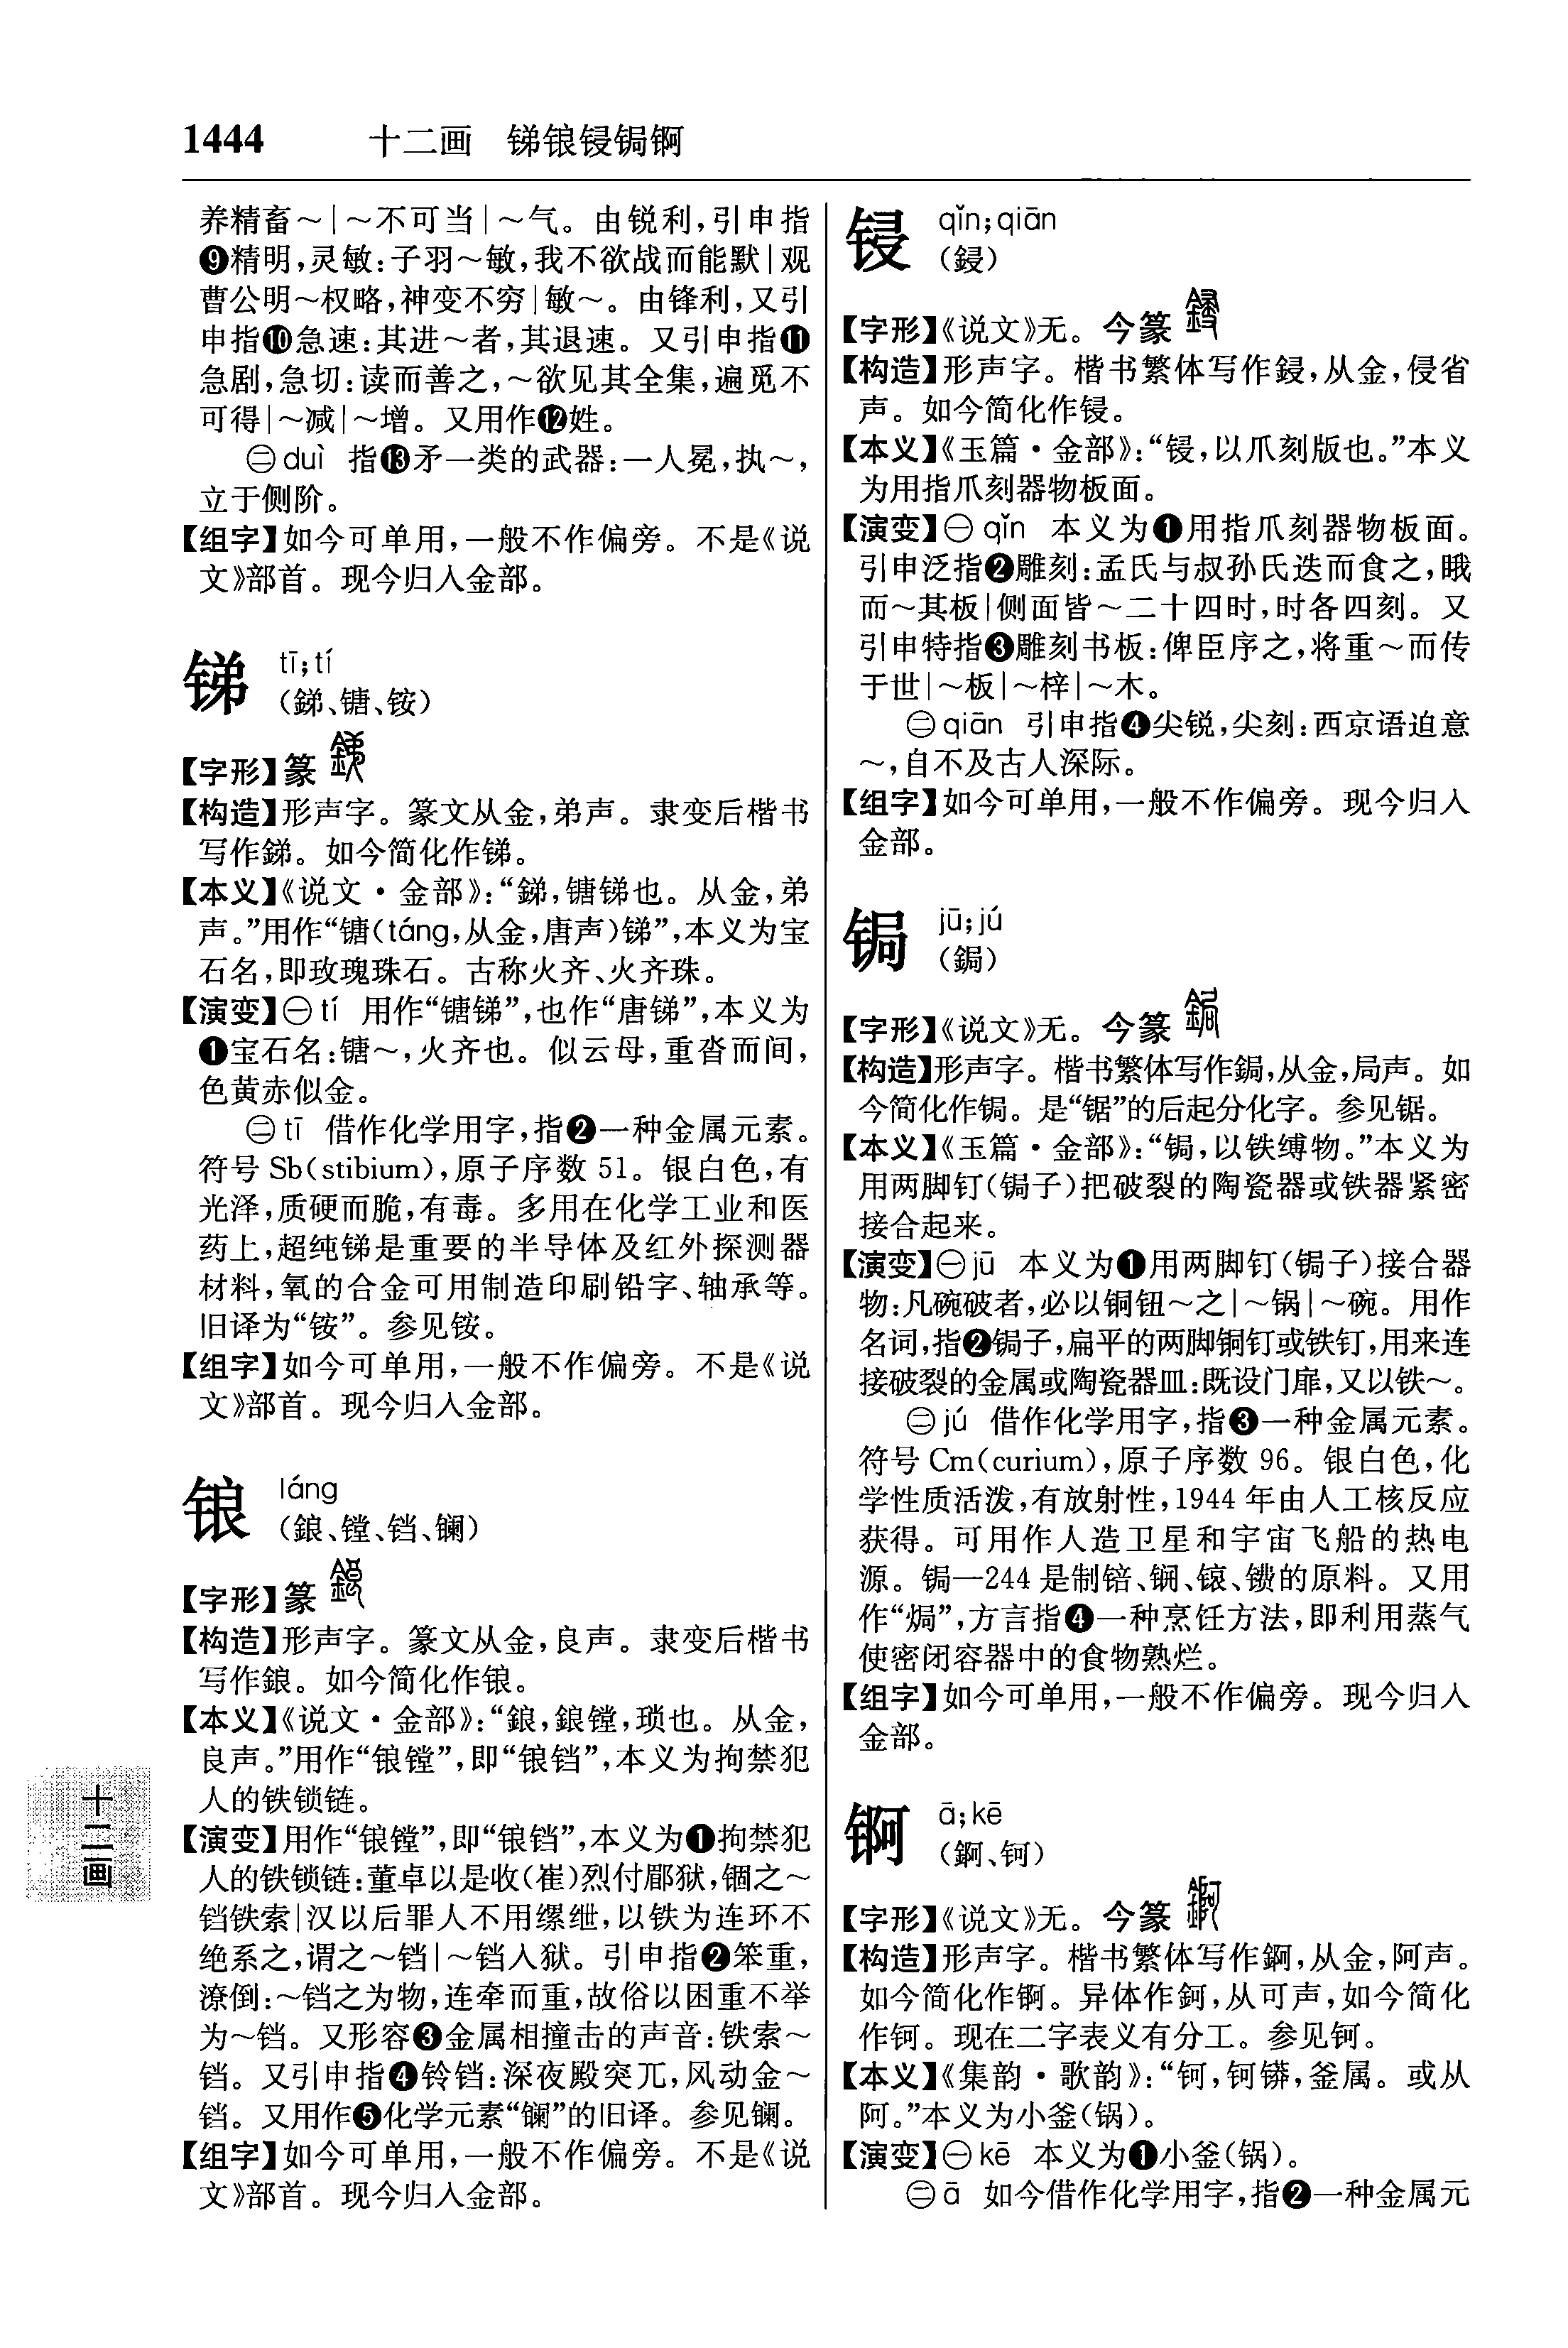 1444 十二画 锑锒锓锔锕
养精畜～|～不可当|～气。由锐利,引申指
❾精明,灵敏:子羽～敏,我不欲战而能默|观
曹公明～权略,神变不穷|敏～。由锋利,又引
申指❿急速:其进～者,其退速。又引申指⓫
急剧,急切:读而善之,～欲见其全集,遍觅不
可得|～减|～增。又用作⓬姓。
㊁duì 指⓭矛一类的武器:一人冕,执～,
立于侧阶。
【组字】如今可单用,一般不作偏旁。不是《说
文》部首。现今归入金部。
锑 tī;tí
(銻、䅯、铵)
【字形】篆
【构造】形声字。篆文从金,弟声。隶变后楷书
写作銻。如今简化作锑。
【本义】《说文·金部》:“銻,鎕锑也。从金,弟
声。”用作“鎕(táng,从金,唐声)锑”,本义为宝
石名,即玫瑰珠石。古称火齐、火齐珠。
【演变】㊀tí 用作“鎕锑”,也作“唐锑”,本义为
❶宝石名:鎕～,火齐也。似云母,重沓而间,
色黄赤似金。
㊁tī 借作化学用字,指❷一种金属元素。
符号 Sb(stibium),原子序数 51。银白色,有
光泽,质硬而脆,有毒。多用在化学工业和医
药上,超纯锑是重要的半导体及红外探测器
材料,氧的合金可用制造印刷铅字、轴承等。
旧译为“铵”。参见铵。
【组字】如今可单用,一般不作偏旁。不是《说
文》部首。现今归入金部。
锒 láng
(鋃、镗、铛、镧)
【字形】篆
【构造】形声字。篆文从金,良声。隶变后楷书
写作鋃。如今简化作锒。
【本义】《说文·金部》:“鋃,鋃镗,琐也。从金,
良声。”用作“锒镗”,即“锒铛”,本义为拘禁犯
人的铁锁链。
【演变】用作“锒镗”,即“锒铛”,本义为❶拘禁犯
人的铁锁链:董卓以是收(崔)烈付郿狱,锢之～
铛铁索|汉以后罪人不用缧绁,以铁为连环不
绝系之,谓之～铛|～铛入狱。引申指❷笨重,
潦倒:～铛之为物,连牵而重,故俗以困重不举
为～铛。又形容❸金属相撞击的声音:铁索～
铛。又引申指❹铃铛:深夜殿突兀,风动金～
铛。又用作❺化学元素“镧”的旧译。参见镧。
【组字】如今可单用,一般不作偏旁。不是《说
文》部首。现今归入金部。
锓 qǐn;qiān
(鋟)
【字形】《说文》无。今篆
【构造】形声字。楷书繁体写作鋟,从金,侵省
声。如今简化作锓。
【本义】《玉篇·金部》:“锓,以爪刻版也。”本义
为用指爪刻器物板面。
【演变】㊀qǐn 本义为❶用指爪刻器物板面。
引申泛指❷雕刻:孟氏与叔孙氏迭而食之,睋
而～其板|侧面皆～二十四时,时各四刻。又
引申特指❸雕刻书板:俾臣序之,将重～而传
于世|～板|～梓|～木。
㊁qiān 引申指❹尖锐,尖刻:西京语迫意
～,自不及古人深际。
【组字】如今可单用,一般不作偏旁。现今归入
金部。
锔 jū;jú
(鋦)
【字形】《说文》无。今篆
【构造】形声字。楷书繁体写作鋦,从金,局声。如
今简化作锔。是“锯”的后起分化字。参见锯。
【本义】《玉篇·金部》:“锔,以铁缚物。”本义为
用两脚钉(锔子)把破裂的陶瓷器或铁器紧密
接合起来。
【演变】㊀jū 本义为❶用两脚钉(锔子)接合器
物:凡碗破者,必以铜钮～之|～锅|～碗。用作
名词,指❷锔子,扁平的两脚铜钉或铁钉,用来连
接破裂的金属或陶瓷器皿:既设门扉,又以铁～。
㊁jú 借作化学用字,指❸一种金属元素。
符号 Cm(curium),原子序数 96。银白色,化
学性质活泼,有放射性,1944 年由人工核反应
获得。可用作人造卫星和宇宙飞船的热电
源。锔—244 是制锫、锎、锿、镄的原料。又用
作“焗”,方言指❹一种烹饪方法,即利用蒸气
使密闭容器中的食物熟烂。
【组字】如今可单用,一般不作偏旁。现今归入
金部。
锕 ā;kē
(錒、钶)
【字形】《说文》无。今篆
【构造】形声字。楷书繁体写作錒,从金,阿声。
如今简化作锕。异体作鈳,从可声,如今简化
作钶。现在二字表义有分工。参见钶。
【本义】《集韵·歌韵》:“钶,钶𨱏,釜属。或从
阿。”本义为小釜(锅)。
【演变】㊀kē 本义为❶小釜(锅)。
㊁ā 如今借作化学用字,指❷一种金属元
十二画